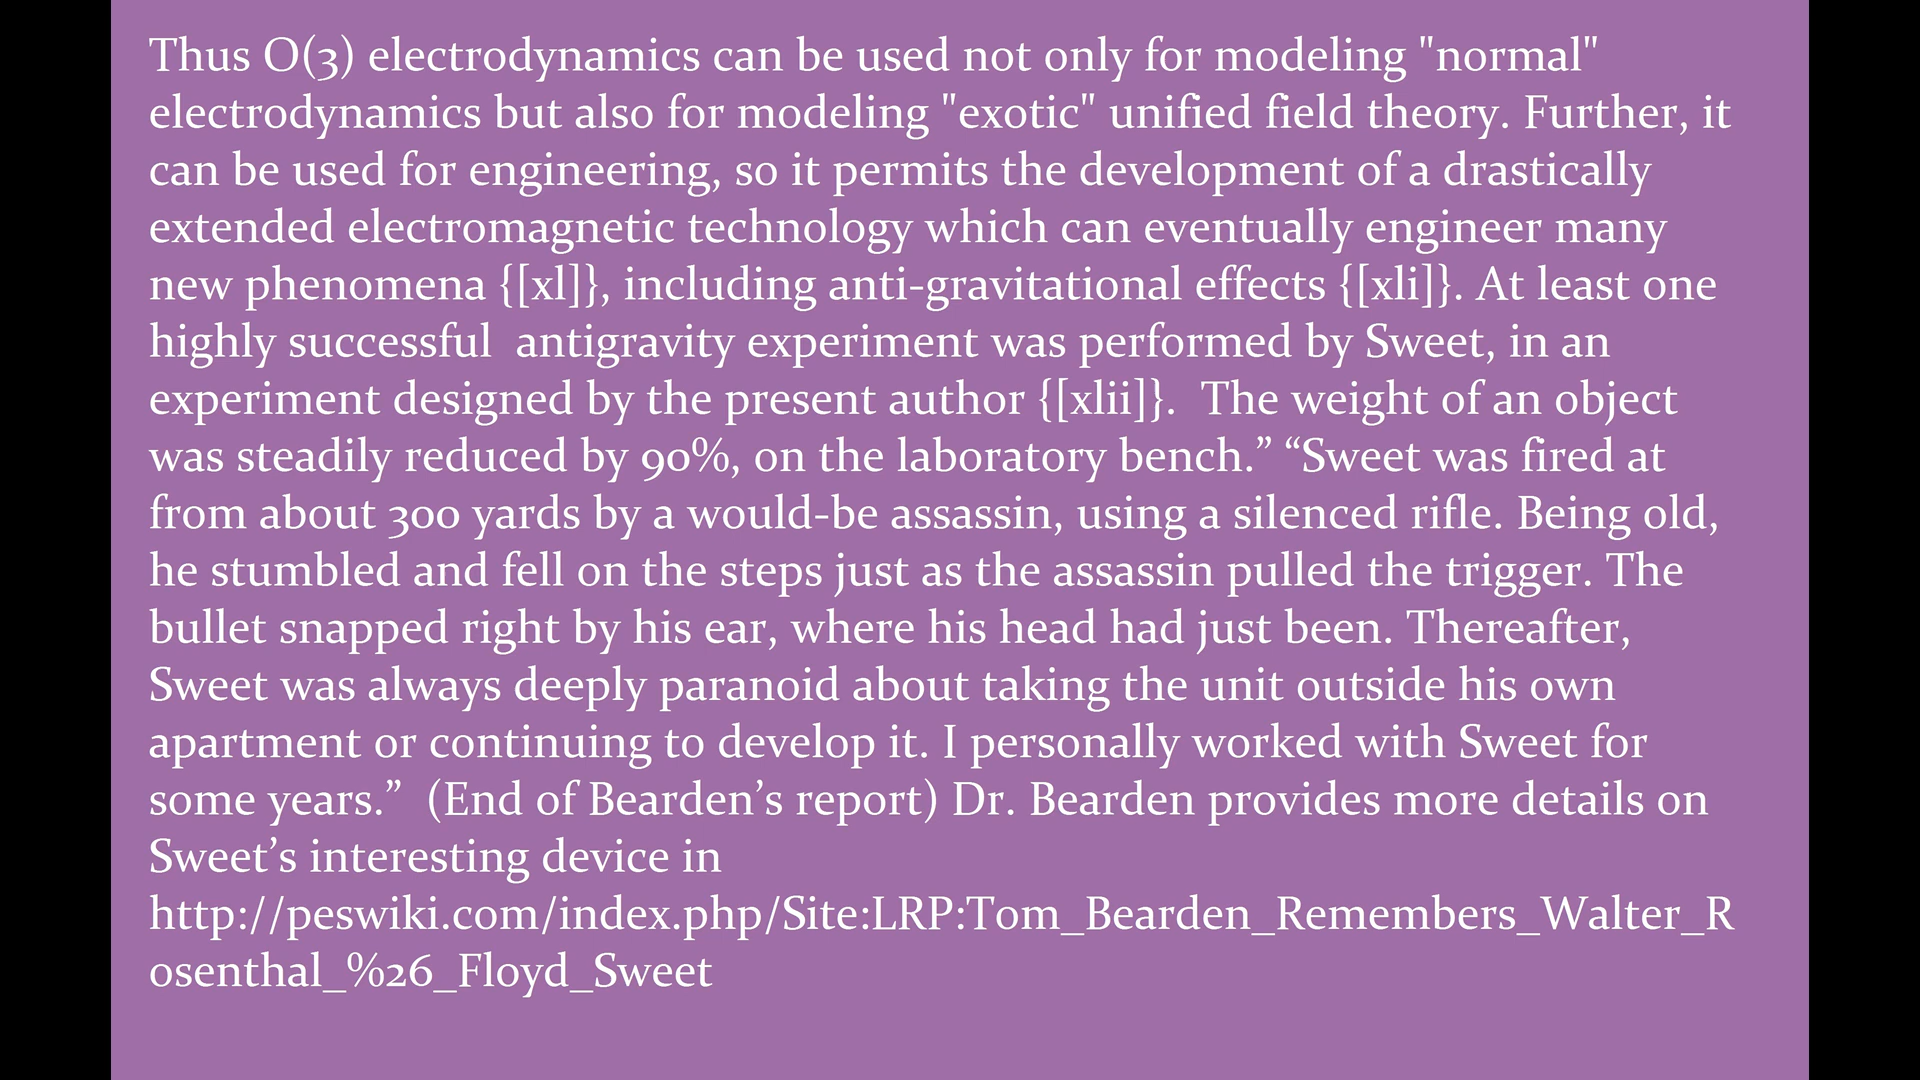 Thus O(3) electrodynamics can be used not only for modeling "normal"
electrodynamics but also for modeling "exotic" unified field theory. Further, it
can be used for engineering, so it permits the development of a drastically
extended electromagnetic technology which can eventually engineer many
new phenomena {[xl]}, including anti-gravitational effects {[xli]}. At least one
highly successful  antigravity experiment was performed by Sweet, in an
experiment designed by the present author {[xlii]}.  The weight of an object
was steadily reduced by 90%, on the laboratory bench.” “Sweet was fired at
from about 300 yards by a would-be assassin, using a silenced rifle. Being old,
he stumbled and fell on the steps just as the assassin pulled the trigger. The
bullet snapped right by his ear, where his head had just been. Thereafter,
Sweet was always deeply paranoid about taking the unit outside his own
apartment or continuing to develop it. I personally worked with Sweet for
some years.”  (End of Bearden’s report) Dr. Bearden provides more details on
Sweet’s interesting device in
http://peswiki.com/index.php/Site:LRP:Tom_Bearden_Remembers_Walter_R
osenthal_%26_Floyd_Sweet